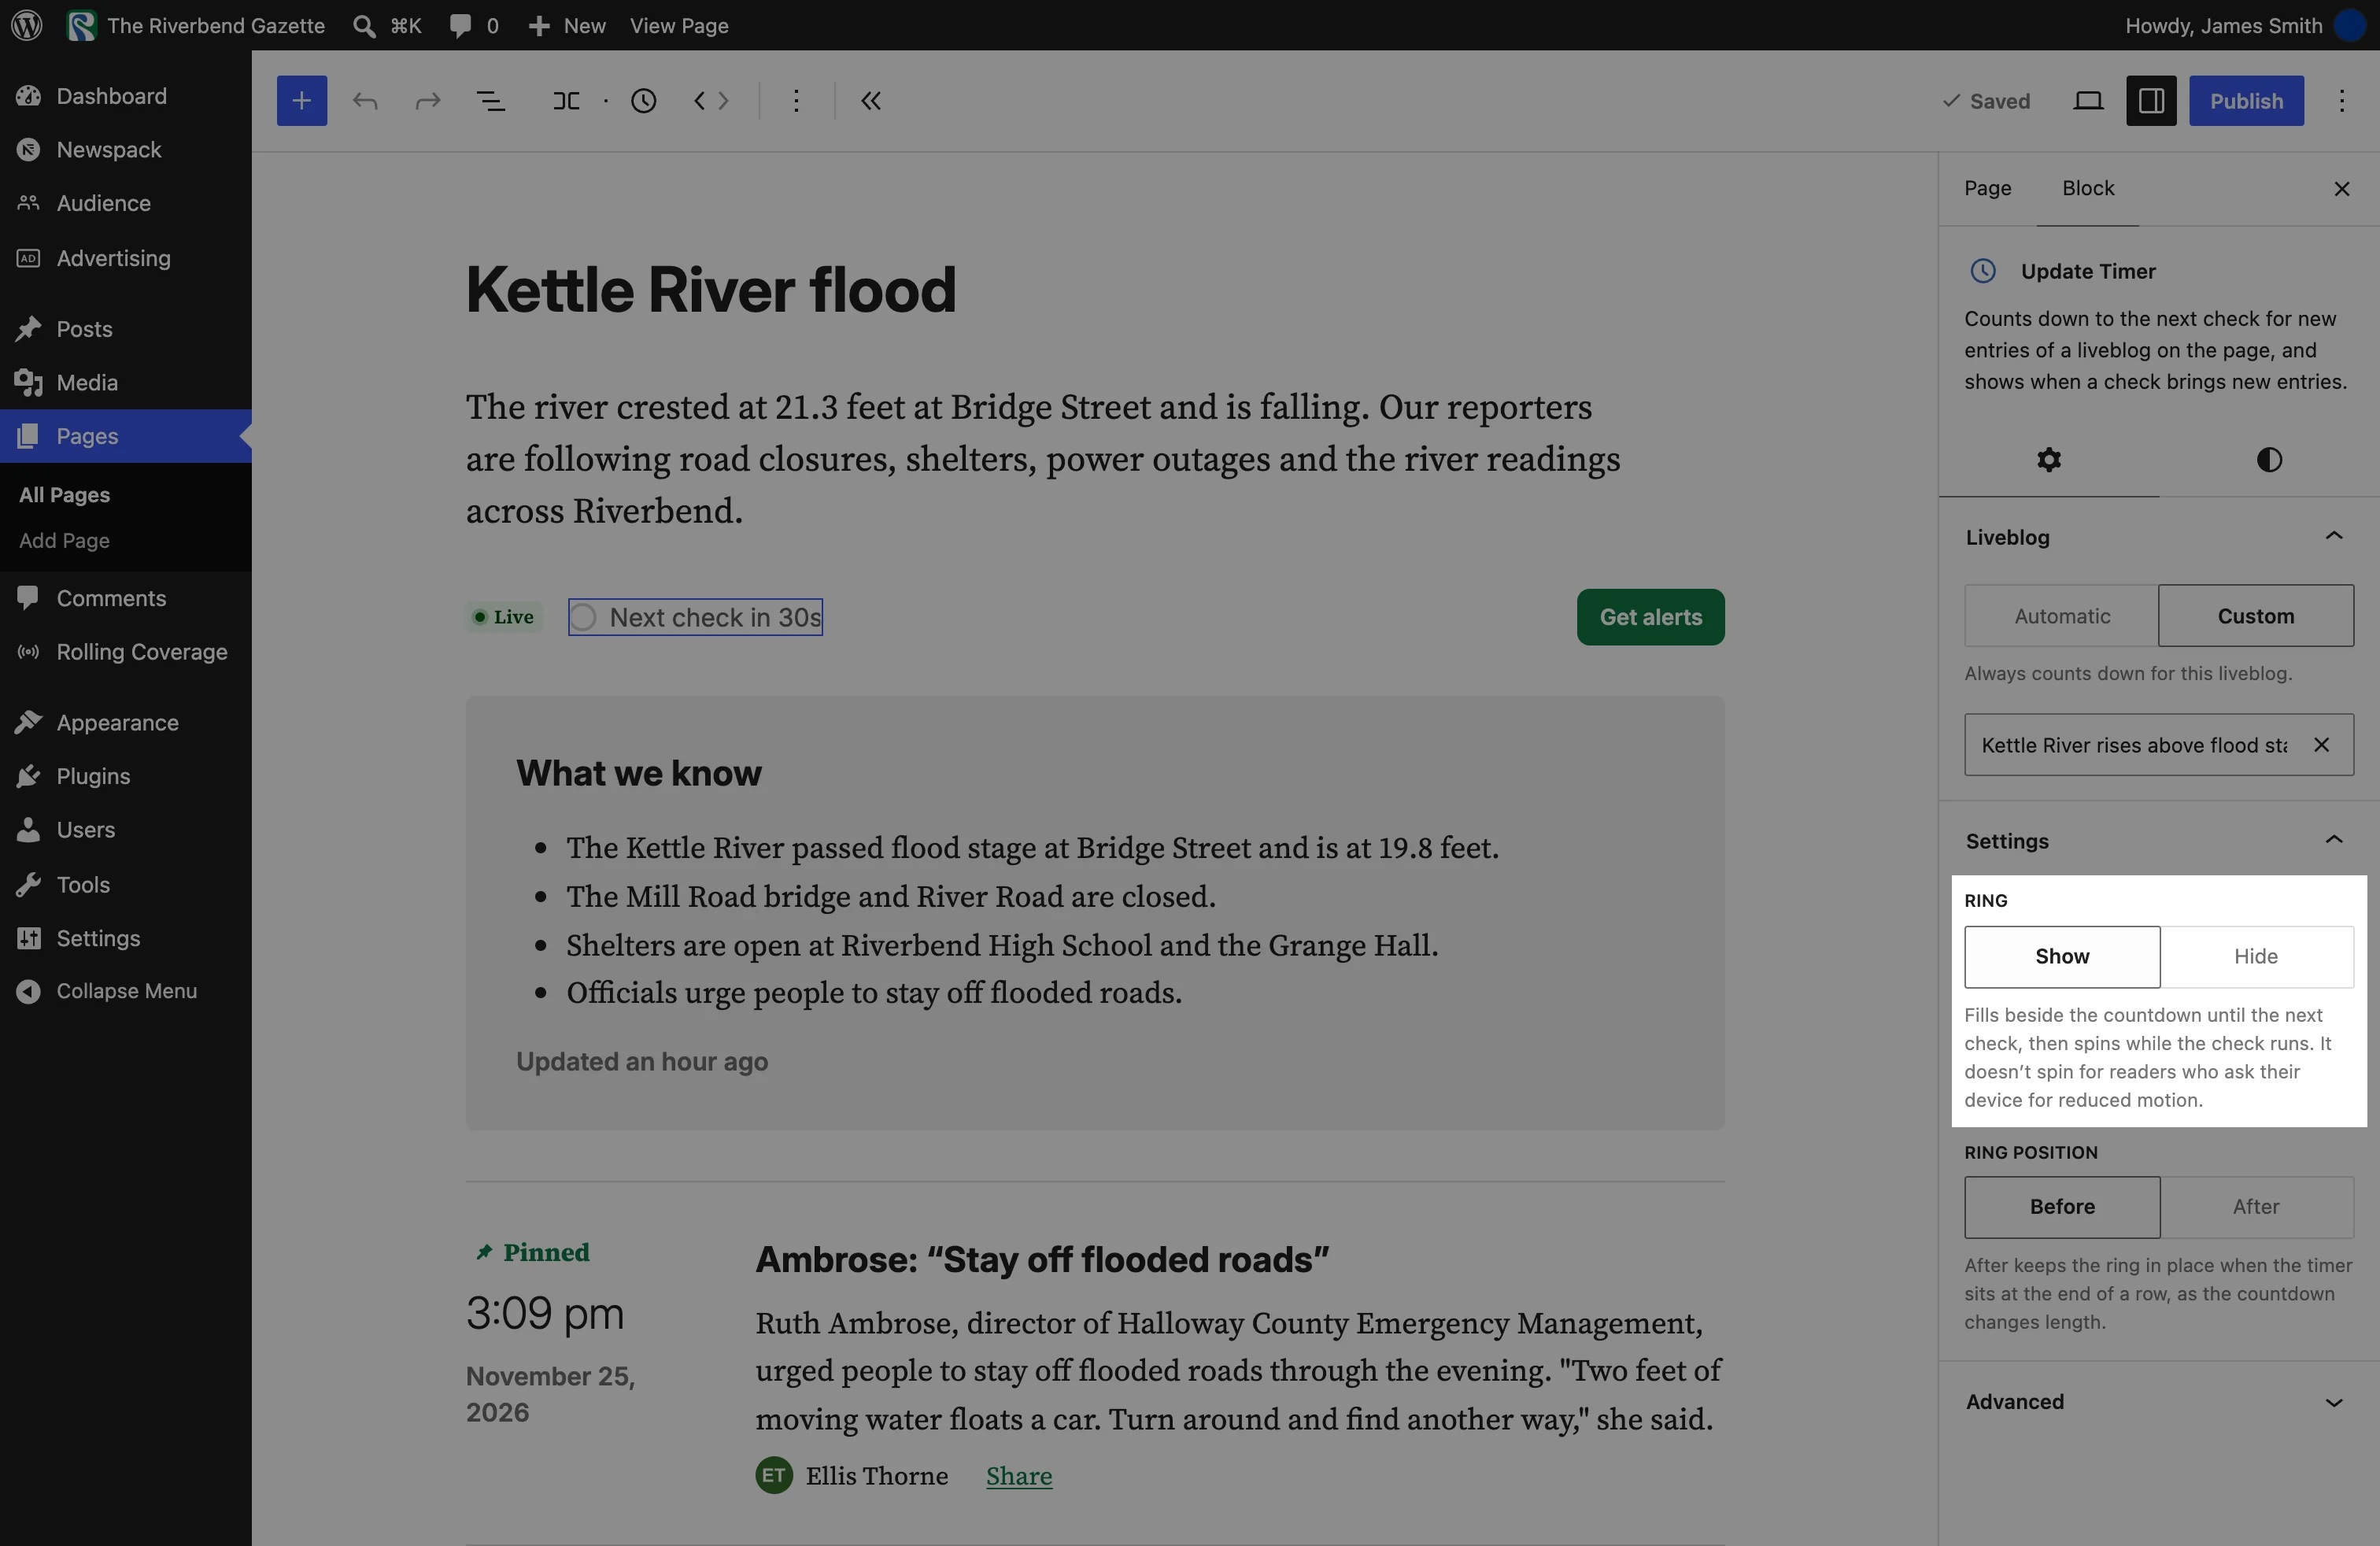 The Riverbend Gazette
⌘K
0
New
View Page
Howdy, James Smith
Dashboard
Newspack
Audience
AD
Advertising
Posts
Media
Pages
All Pages
Add Page
Comments
Rolling Coverage
Appearance
Plugins
Users
Tools
Settings
Collapse Menu
Saved
Publish
Kettle River flood
The river crested at 21.3 feet at Bridge Street and is falling. Our reporters
are following road closures, shelters, power outages and the river readings
across Riverbend.
Live
Next check in 30s
Get alerts
What we know
• The Kettle River passed flood stage at Bridge Street and is at 19.8 feet.
• The Mill Road bridge and River Road are closed.
• Shelters are open at Riverbend High School and the Grange Hall.
• Officials urge people to stay off flooded roads.
Updated an hour ago
Pinned
3:09 pm
November 25,
2026
Ambrose: “Stay off flooded roads”
Ruth Ambrose, director of Halloway County Emergency Management,
urged people to stay off flooded roads through the evening. "Two feet of
moving water floats a car. Turn around and find another way," she said.
ET
Ellis Thorne
Share
Page
Block
Update Timer
Counts down to the next check for new
entries of a liveblog on the page, and
shows when a check brings new entries.
Liveblog
Automatic
Custom
Always counts down for this liveblog.
Kettle River rises above flood sta
Settings
RING
Show
Hide
Fills beside the countdown until the next
check, then spins while the check runs. It
doesn’t spin for readers who ask their
device for reduced motion.
RING POSITION
Before
After
After keeps the ring in place when the timer
sits at the end of a row, as the countdown
changes length.
Advanced